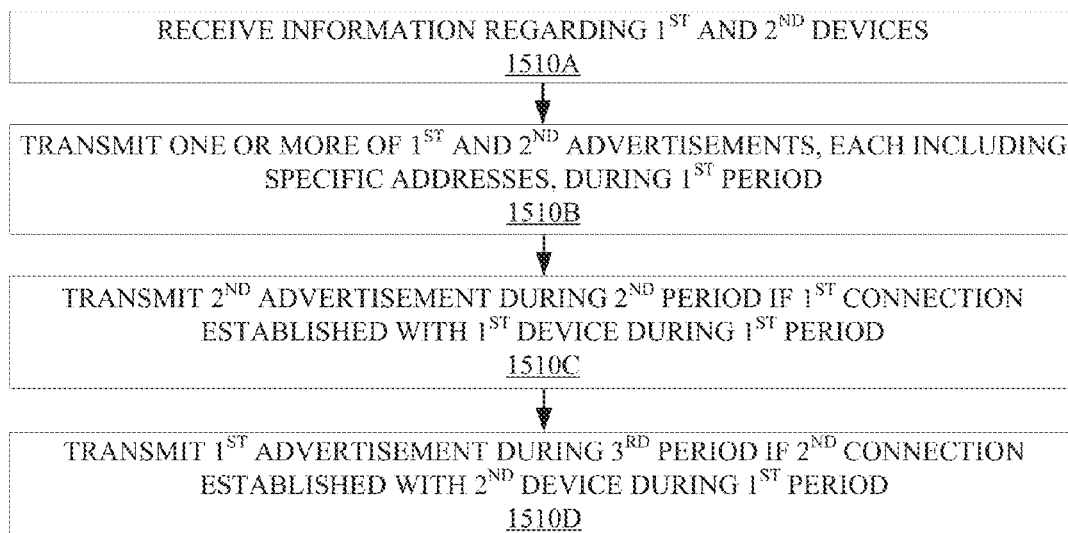 RECEIVE INFORMATION REGARDING 1ST AND 2ND DEVICES
1510A
TRANSMIT ONE OR MORE OF 1ST AND 2ND ADVERTISEMENTS, EACH INCLUDING
SPECIFIC ADDRESSES, DURING 1ST PERIOD
1510B
TRANSMIT 2ND ADVERTISEMENT DURING 2ND PERIOD IF 1ST CONNECTION
ESTABLISHED WITH 1ST DEVICE DURING 1ST PERIOD
1510C
TRANSMIT 1ST ADVERTISEMENT DURING 3RD PERIOD IF 2ND CONNECTION
ESTABLISHED WITH 2ND DEVICE DURING 1ST PERIOD
1510D